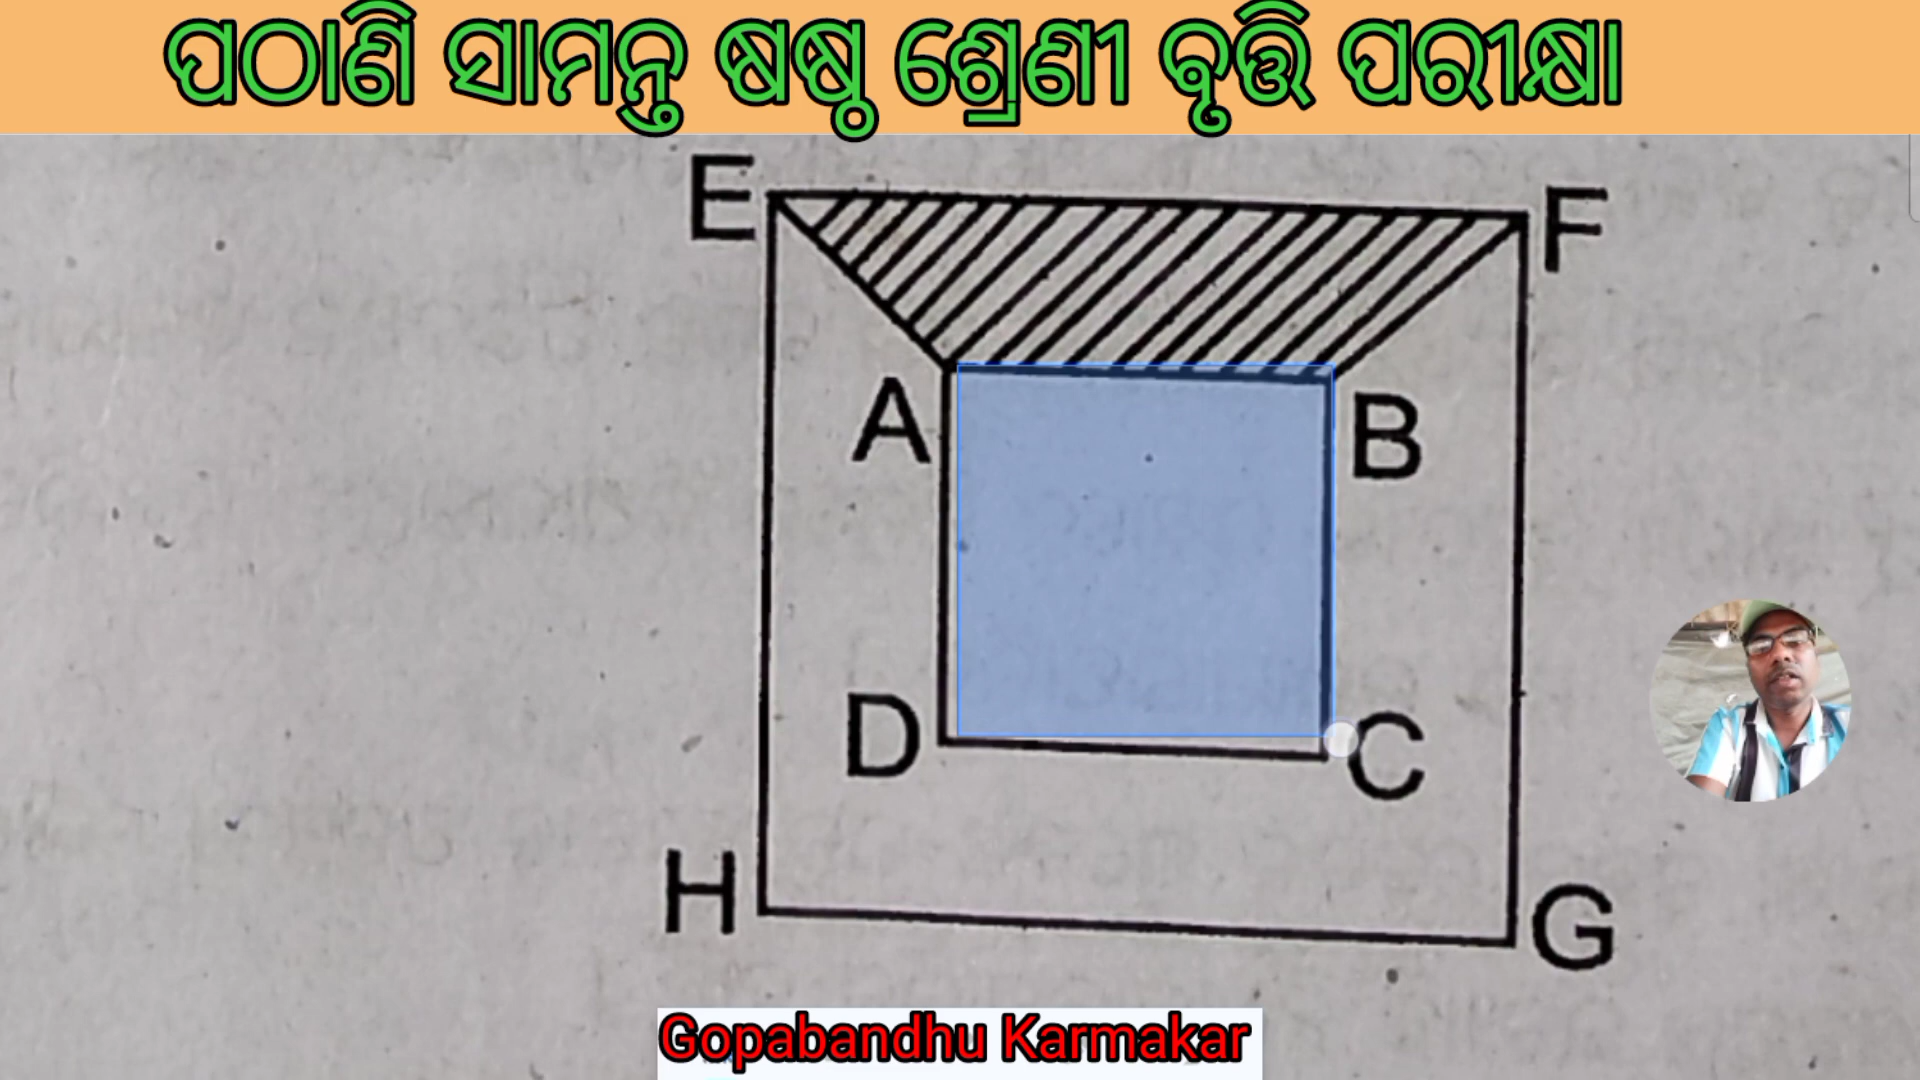 ପଠାଣି ସାମନ୍ତ ଷଷ୍ଠ ଶ୍ରେଣୀ ବୃତ୍ତି ପରୀକ୍ଷା
E F
A B
D C
H G
Gopabandhu Karmakar